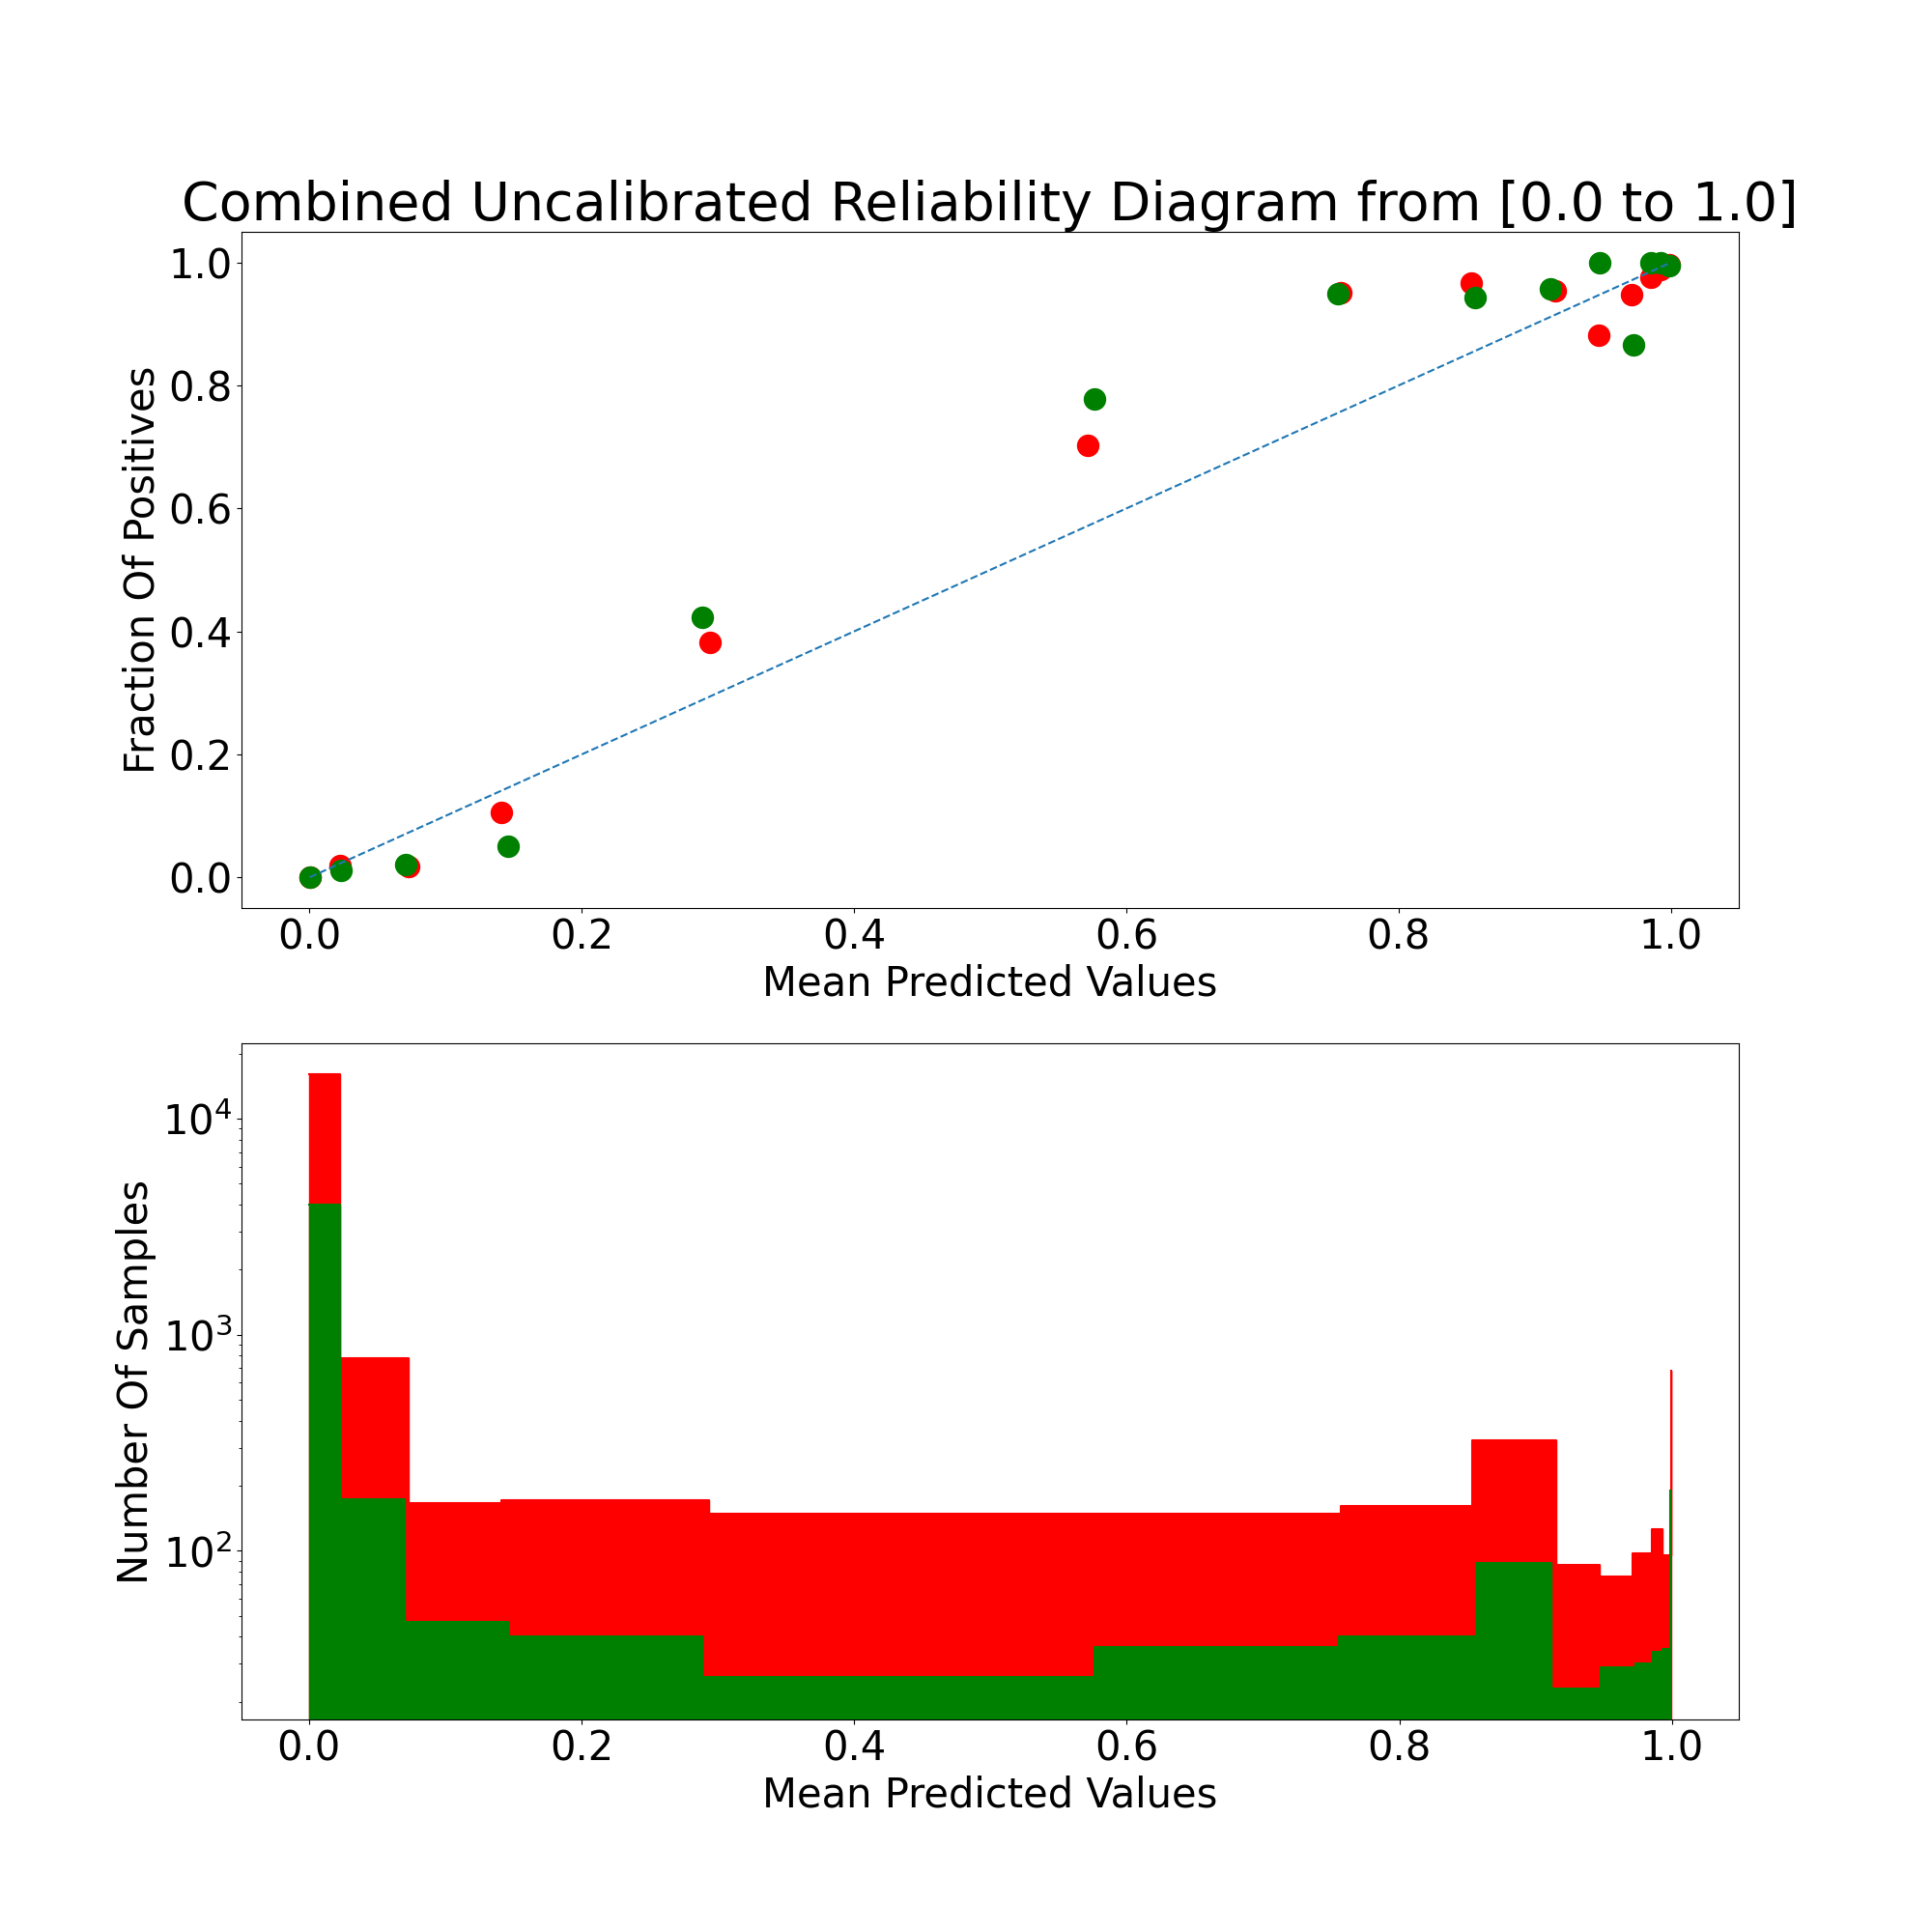 Combined Uncalibrated Reliability Diagram from [0.0 to 1.0]
1.0
0.8
0.6
0.4
0.2
0.0
Fraction Of Positives
0.0 0.2 0.4 0.6 0.8 1.0
Mean Predicted Values
10⁴
10³
10²
Number Of Samples
0.0 0.2 0.4 0.6 0.8 1.0
Mean Predicted Values